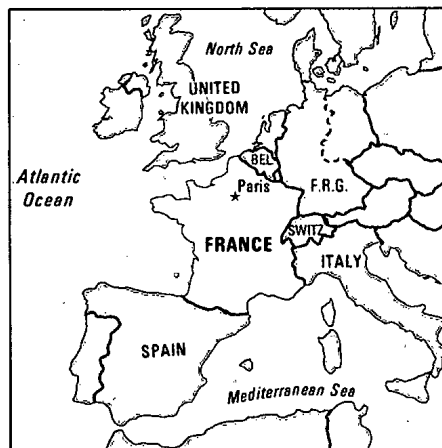 North Sea
UNITED
KINGDOM
Atlantic
Ocean
BEL
Paris
F.R.G.
FRANCE
SWITZ
ITALY
SPAIN
Mediterranean Sea